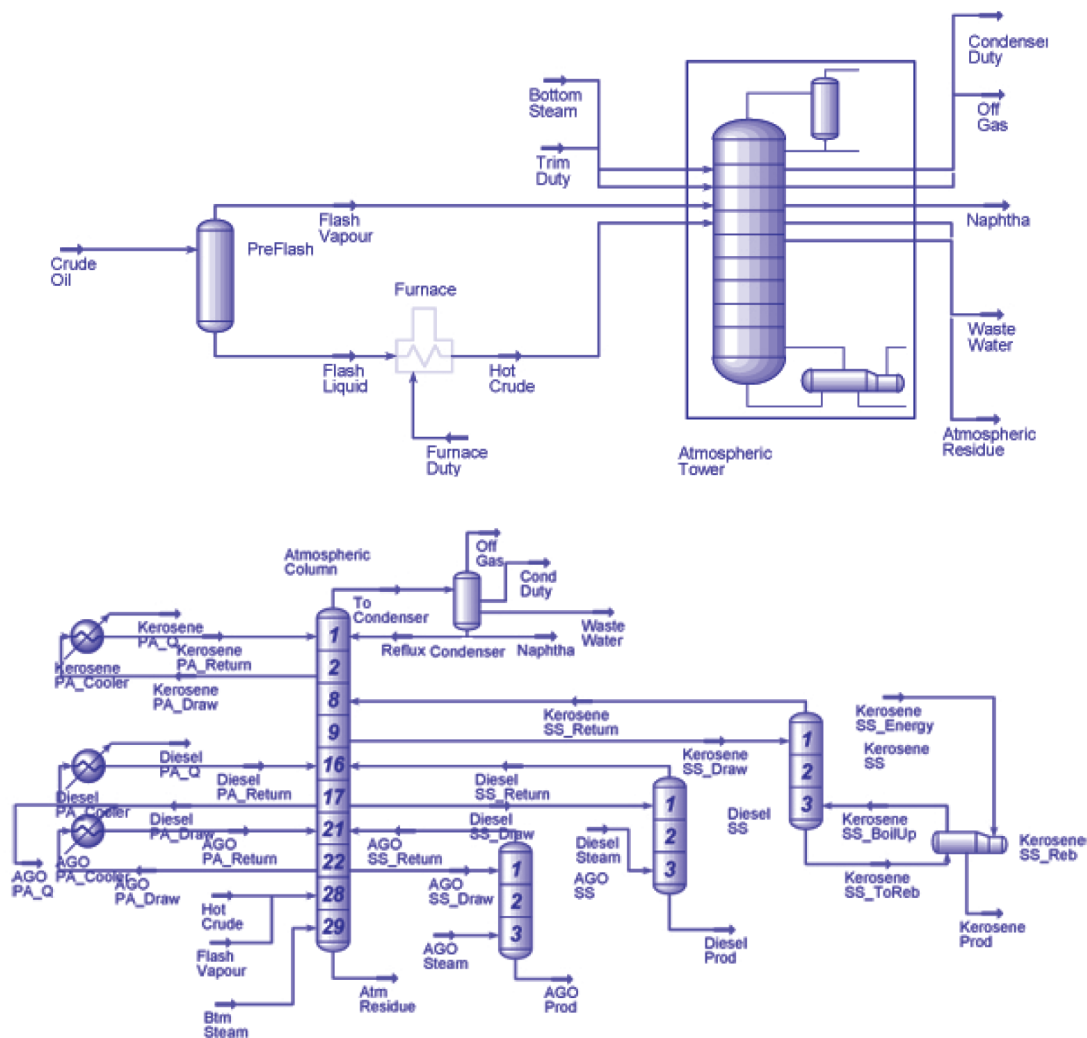 Condenser
Duty
Bottom
Steam
Off
Gas
Trim
Duty
Flash
Vapour
Naphtha
PreFlash
Crude
Oil
Furnace
Waste
Water
Flash
Liquid
Hot
Crude
Furnace
Duty
Atmospheric
Tower
Atmospheric
Residue
Off
Gas
Atmospheric
Column
Cond
Duty
To
Condenser
Waste
Water
Kerosene
PA_Q
Kerosene
PA_Return
Reflux
Condenser
Naphtha
Kerosene
PA_Cooler
Kerosene
PA_Draw
1
2
8
9
16
17
21
22
28
29
Kerosene
SS_Return
Kerosene
SS_Energy
Kerosene
SS_Draw
Kerosene
SS
1
2
3
Diesel
PA_Q
Diesel
PA_Return
Diesel
SS_Return
Diesel
PA_Cooler
Diesel
PA_Draw
Diesel
SS_Draw
Diesel
SS
1
2
3
Kerosene
SS_BoilUp
Kerosene
SS_Reb
Kerosene
SS_ToReb
Kerosene
Prod
AGO
PA_Q
AGO
PA_Cooler
AGO
PA_Return
AGO
SS_Return
Diesel
Steam
AGO
SS
AGO
PA_Draw
AGO
SS_Draw
1
2
3
Hot
Crude
Flash
Vapour
AGO
Steam
Diesel
Prod
Atm
Residue
AGO
Prod
Btm
Steam